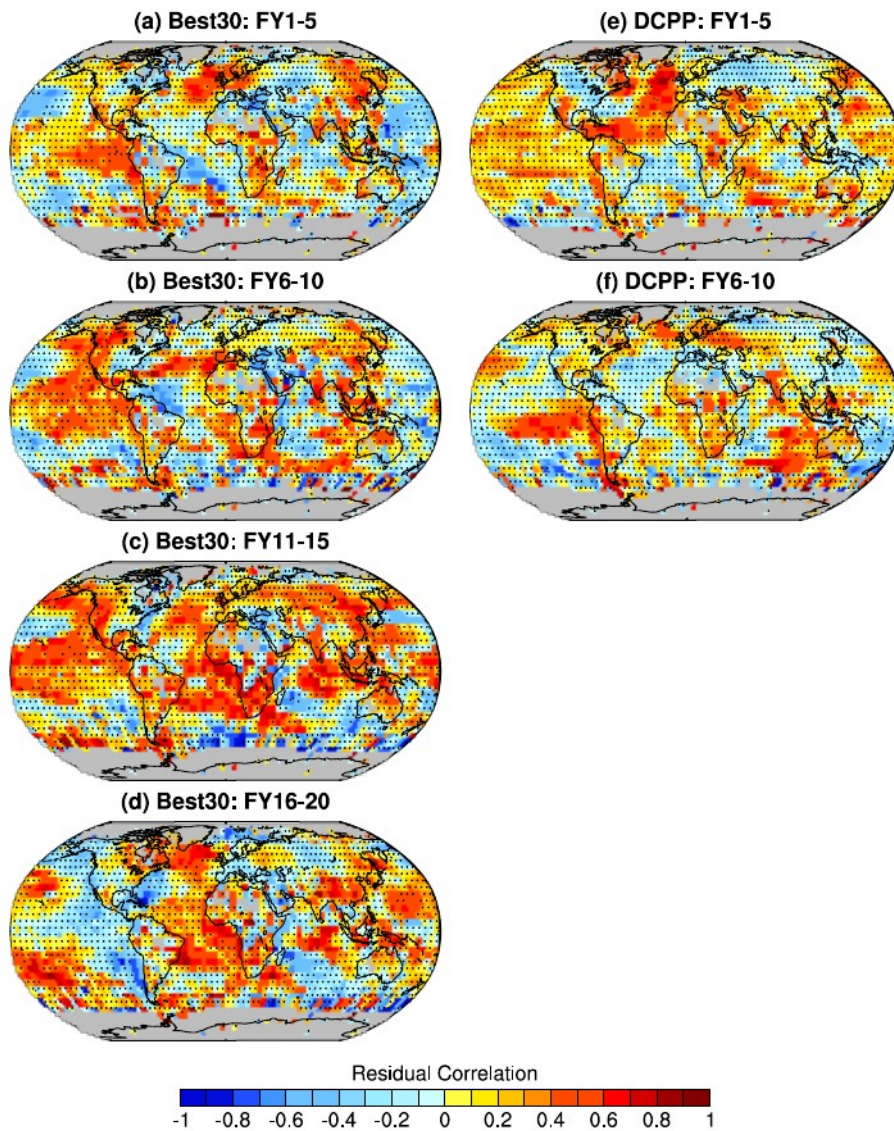 (a) Best30: FY1-5
(e) DCPP: FY1-5
(b) Best30: FY6-10
(f) DCPP: FY6-10
(c) Best30: FY11-15
(d) Best30: FY16-20
Residual Correlation
-1 -0.8 -0.6 -0.4 -0.2 0 0.2 0.4 0.6 0.8 1